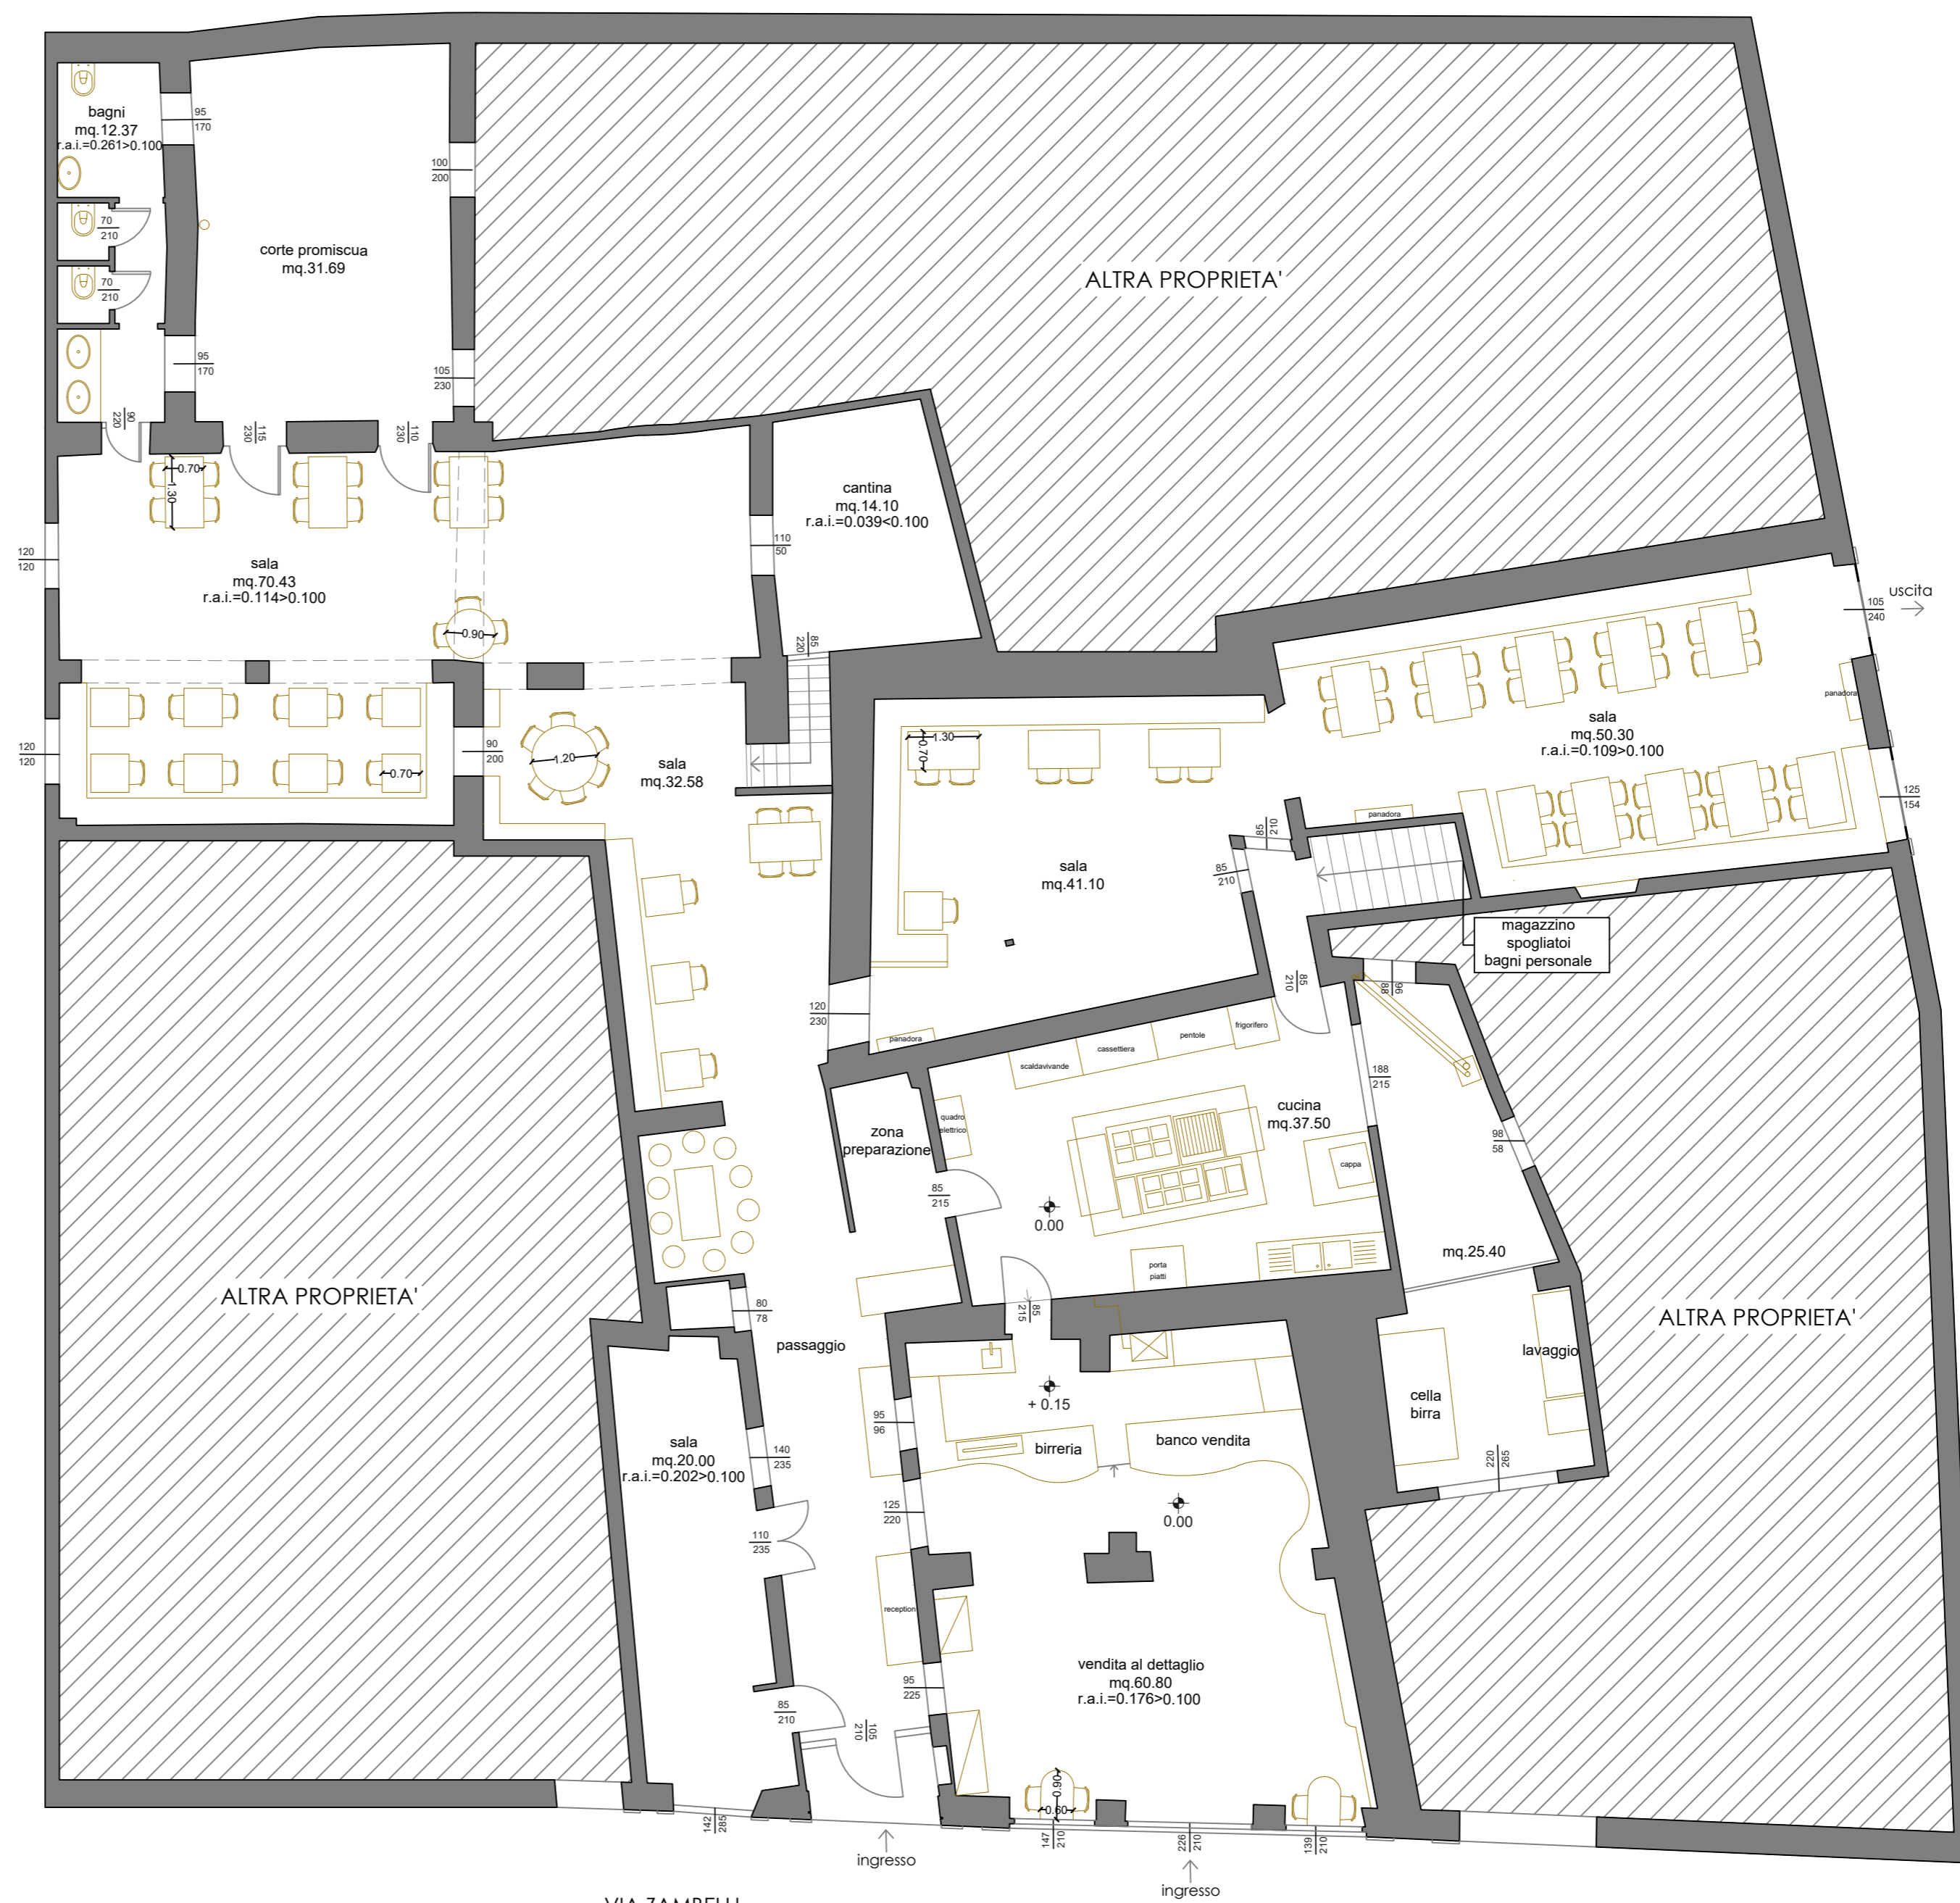 bagni
mq.12.37
r.a.i.=0.261>0.100
95
170
100
200
70
210
70
210
corte promiscua
mq.31.69
ALTRA PROPRIETA'
95
170
105
230
90
220
115
230
110
230
0.70
1.30
cantina
mq.14.10
r.a.i.=0.039<0.100
110
50
120
120
sala
mq.70.43
r.a.i.=0.114>0.100
0.90
85
220
uscita
105
240
panadora
sala
mq.50.30
r.a.i.=0.109>0.100
120
120
90
200
1.20
0.70
sala
mq.32.58
1.30
0.70
125
154
panadora
85
210
85
210
sala
mq.41.10
magazzino
spogliatoi
bagni personale
85
210
96
88
120
230
panadora
scaldavivande
cassettiera
pentole
frigorifero
188
215
quadro
elettrico
zona
preparazione
cucina
mq.37.50
cappa
98
58
85
215
0.00
mq.25.40
porta
piatti
ALTRA PROPRIETA'
80
78
85
215
ALTRA PROPRIETA'
passaggio
lavaggio
cella
birra
+ 0.15
95
96
birreria
banco vendita
sala
mq.20.00
r.a.i.=0.202>0.100
140
235
220
265
125
220
0.00
110
235
reception
vendita al dettaglio
mq.60.80
r.a.i.=0.176>0.100
95
225
85
210
105
210
0.60
0.60
142
285
147
210
226
210
139
210
ingresso
ingresso
VIA ZAMBELLI